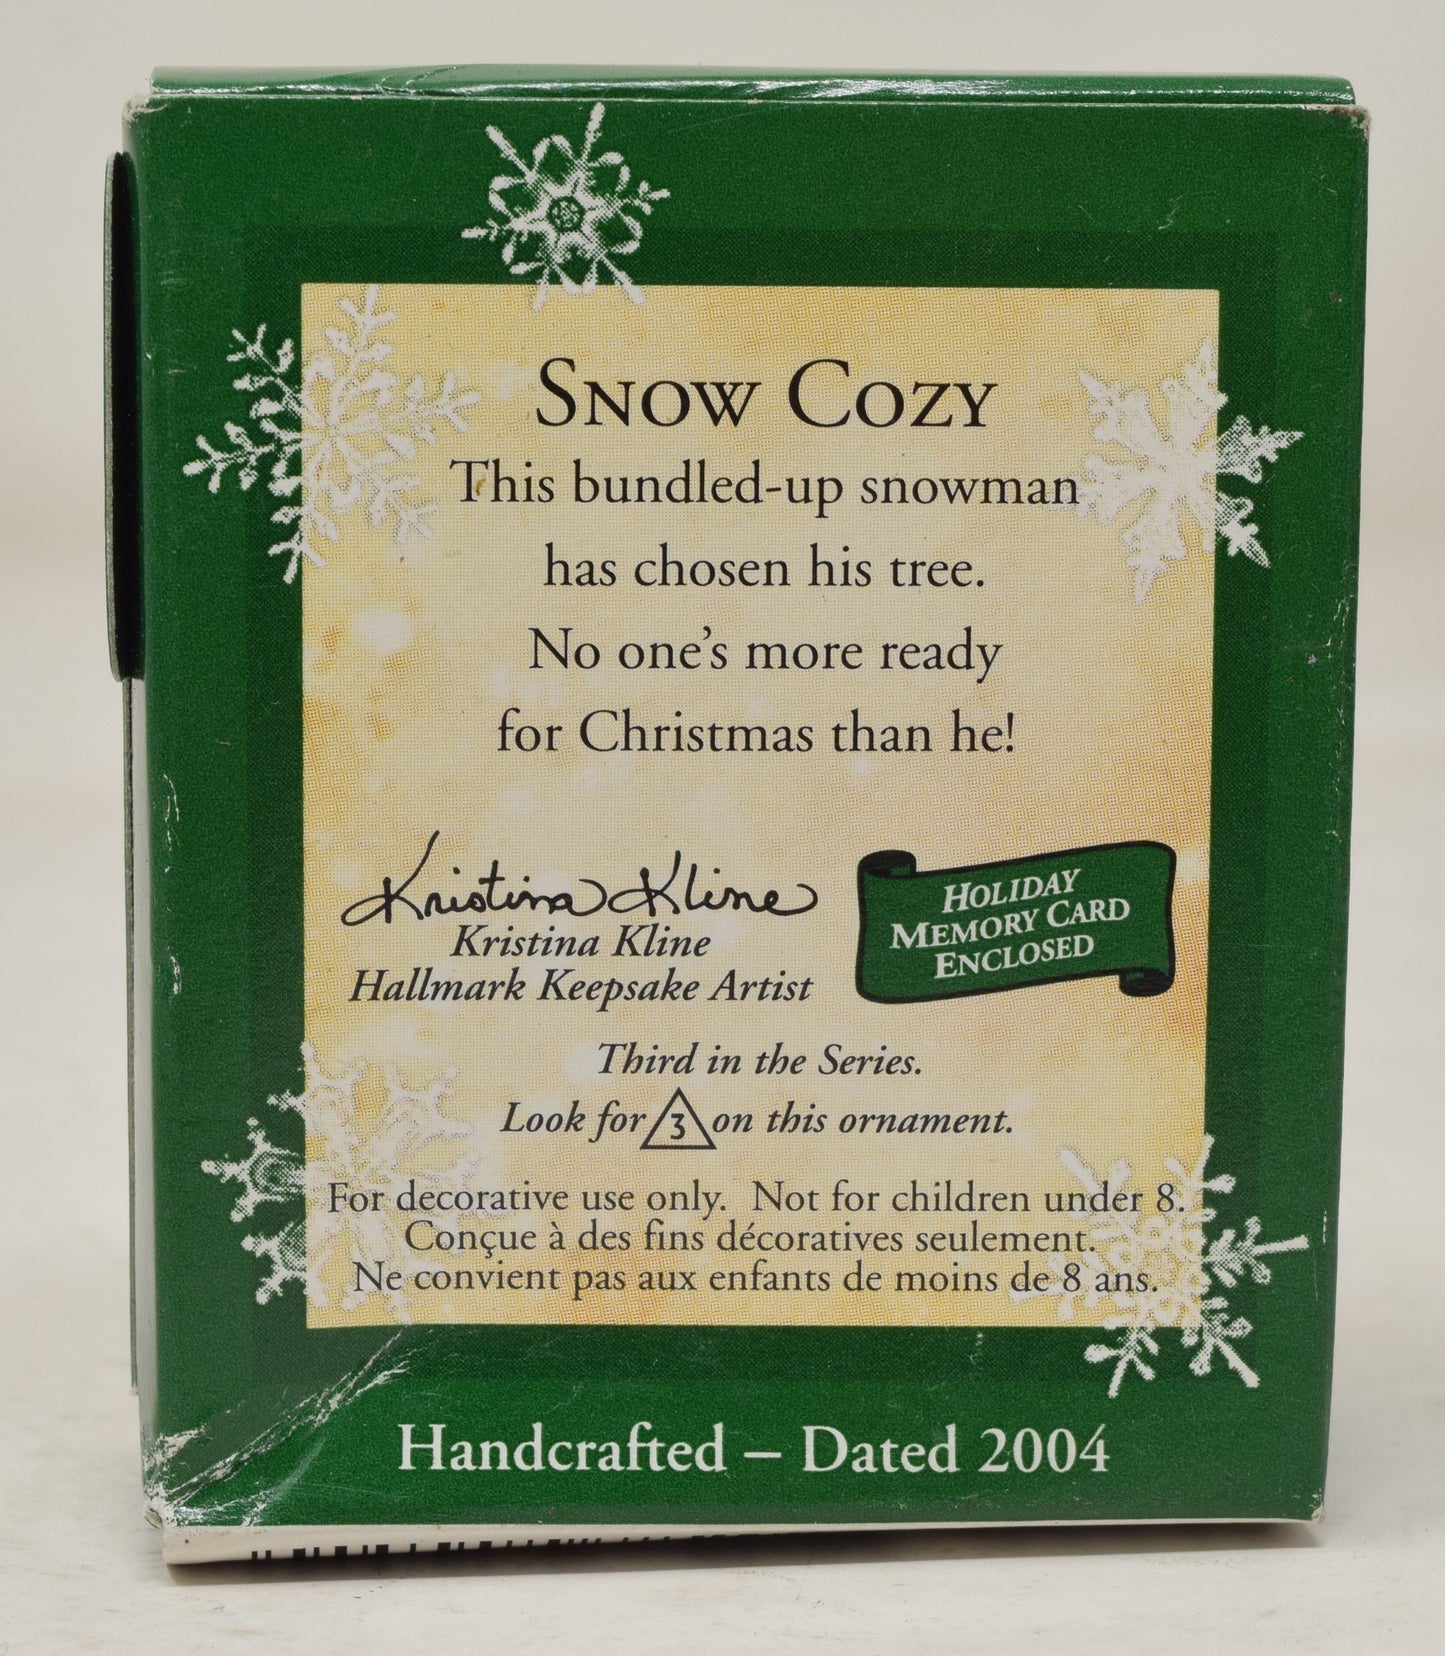 SNOW COZY
This bundled-up snowman
has chosen his tree.
No one's more ready
for Christmas than he!
Kristina Kline
Kristina Kline
Hallmark Keepsake Artist
HOLIDAY
MEMORY CARD
ENCLOSED
Third in the Series.
Look for 3 on this ornament.
For decorative use only. Not for children under 8.
Conçue à des fins décoratives seulement.
Ne convient pas aux enfants de moins de 8 ans.
Handcrafted – Dated 2004